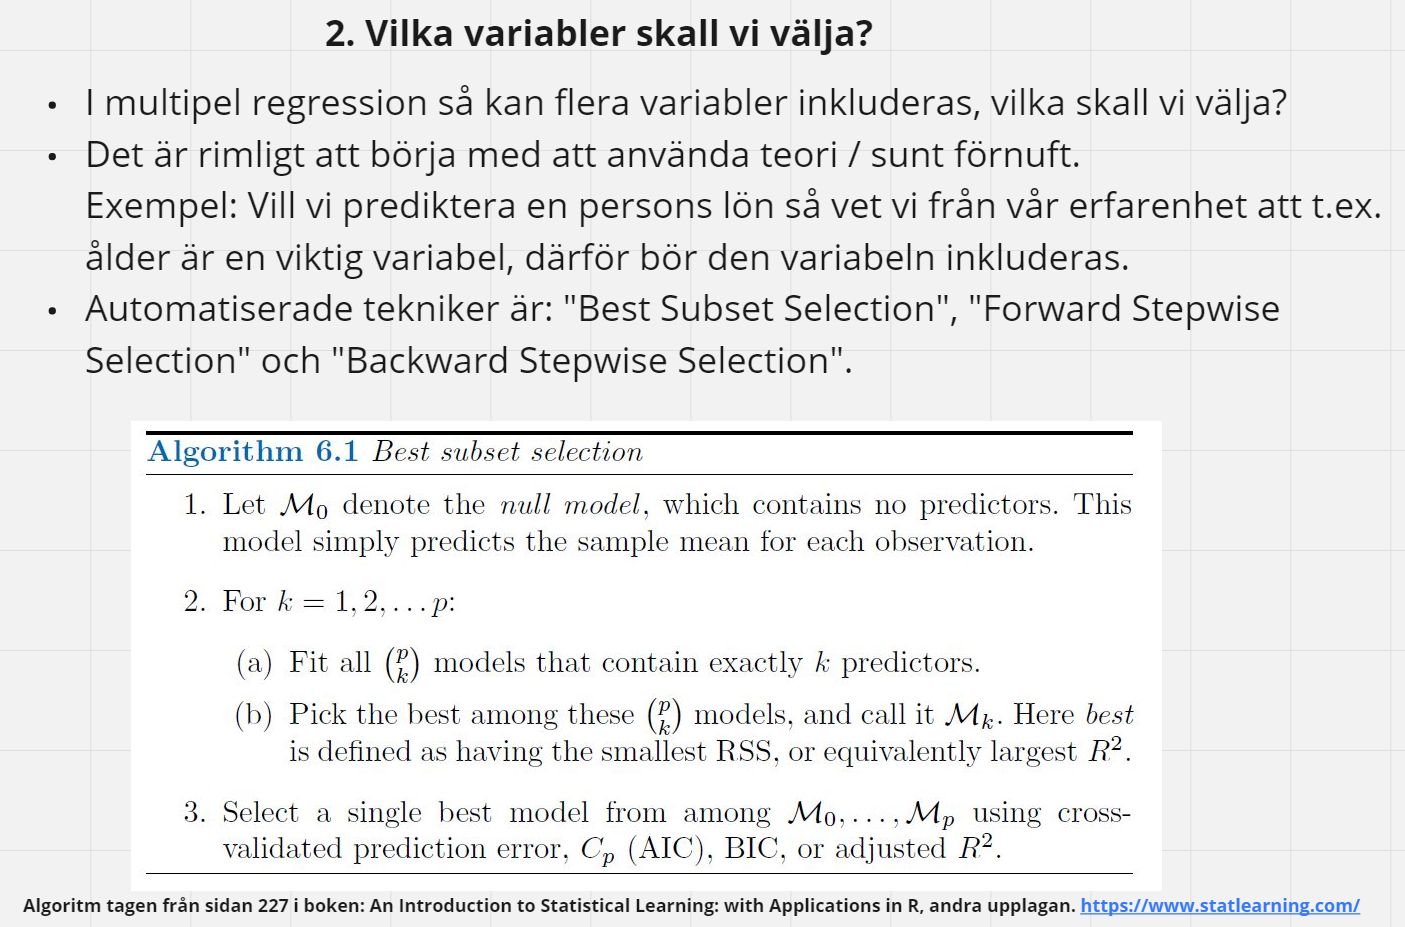 2. Vilka variabler skall vi välja?
• I multipel regression så kan flera variabler inkluderas, vilka skall vi välja?
• Det är rimligt att börja med att använda teori / sunt förnuft.
Exempel: Vill vi prediktera en persons lön så vet vi från vår erfarenhet att t.ex.
ålder är en viktig variabel, därför bör den variabeln inkluderas.
• Automatiserade tekniker är: "Best Subset Selection", "Forward Stepwise
Selection" och "Backward Stepwise Selection".
Algorithm 6.1 Best subset selection
1. Let M₀ denote the null model, which contains no predictors. This
model simply predicts the sample mean for each observation.
2. For k = 1, 2, . . . p:
(a) Fit all (p k) models that contain exactly k predictors.
(b) Pick the best among these (p k) models, and call it Mₖ. Here best
is defined as having the smallest RSS, or equivalently largest R².
3. Select a single best model from among M₀, . . . , Mₚ using cross-
validated prediction error, Cₚ (AIC), BIC, or adjusted R².
Algoritm tagen från sidan 227 i boken: An Introduction to Statistical Learning: with Applications in R, andra upplagan. https://www.statlearning.com/